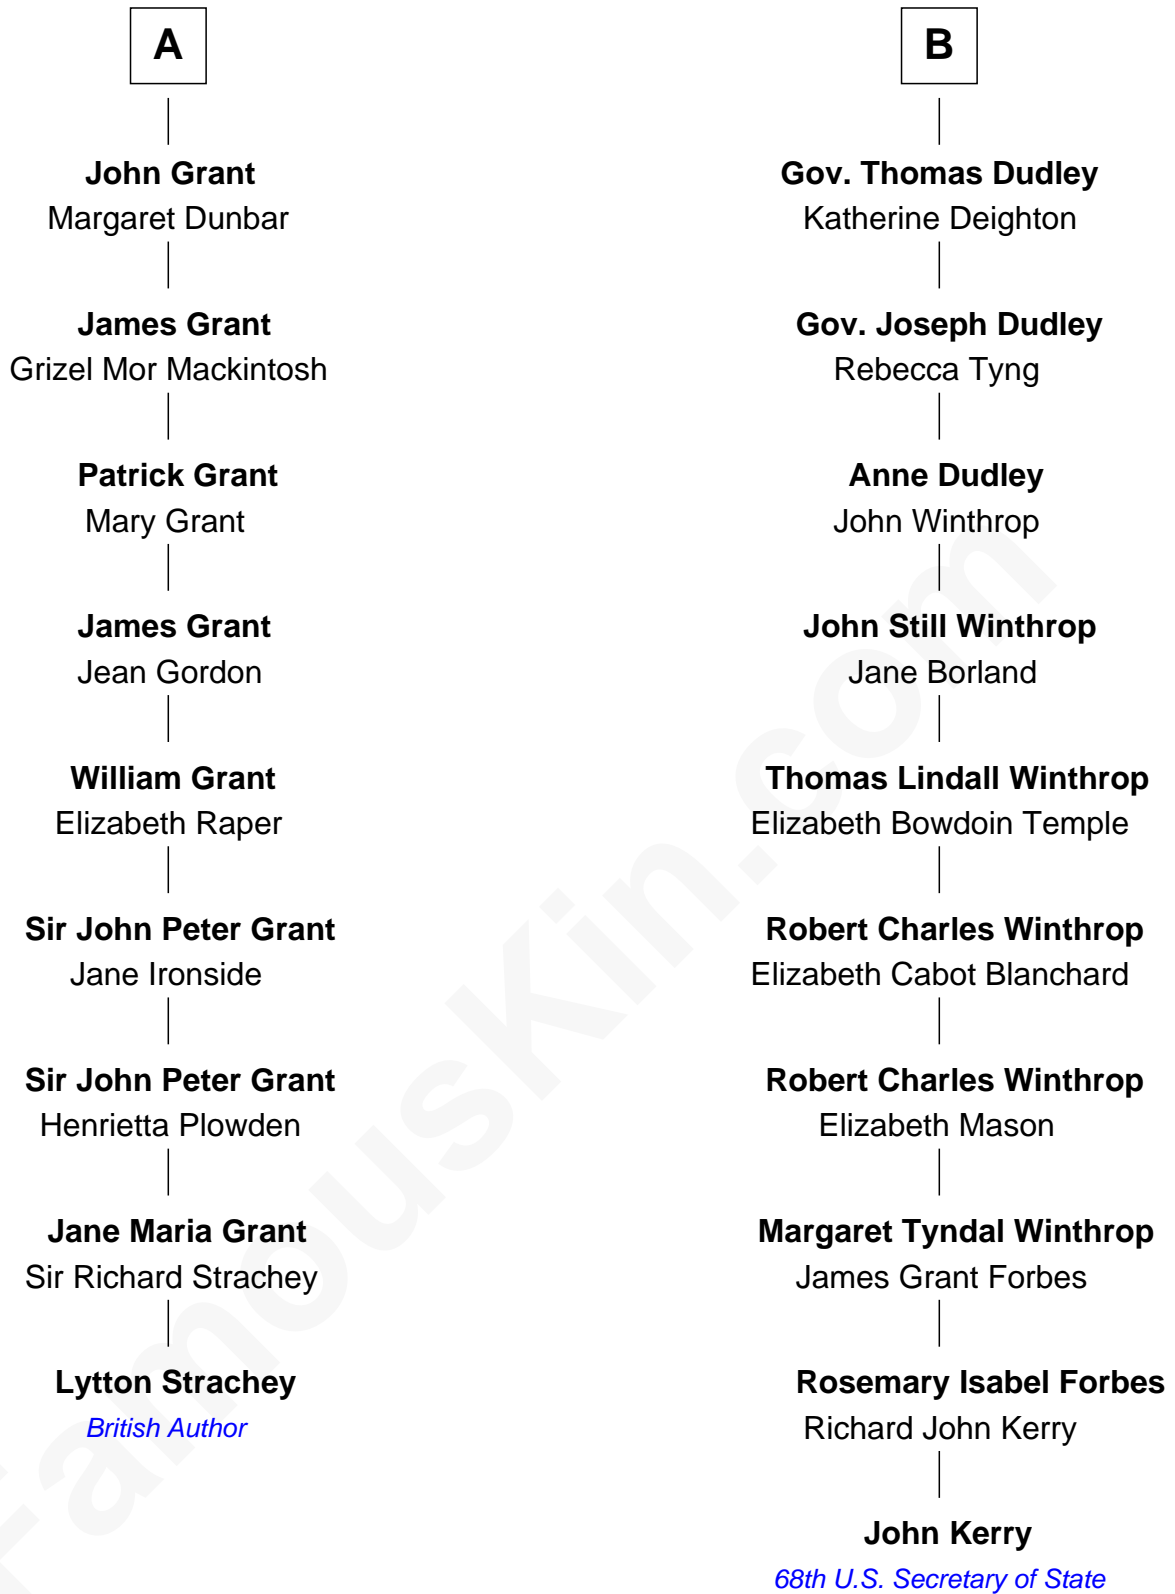 A
John Grant
Margaret Dunbar
James Grant
Grizel Mor Mackintosh
Patrick Grant
Mary Grant
James Grant
Jean Gordon
William Grant
Elizabeth Raper
Sir John Peter Grant
Jane Ironside
Sir John Peter Grant
Henrietta Plowden
Jane Maria Grant
Sir Richard Strachey
Lytton Strachey
British Author
B
Gov. Thomas Dudley
Katherine Deighton
Gov. Joseph Dudley
Rebecca Tyng
Anne Dudley
John Winthrop
John Still Winthrop
Jane Borland
Thomas Lindall Winthrop
Elizabeth Bowdoin Temple
Robert Charles Winthrop
Elizabeth Cabot Blanchard
Robert Charles Winthrop
Elizabeth Mason
Margaret Tyndal Winthrop
James Grant Forbes
Rosemary Isabel Forbes
Richard John Kerry
John Kerry
68th U.S. Secretary of State
FamousKin.com